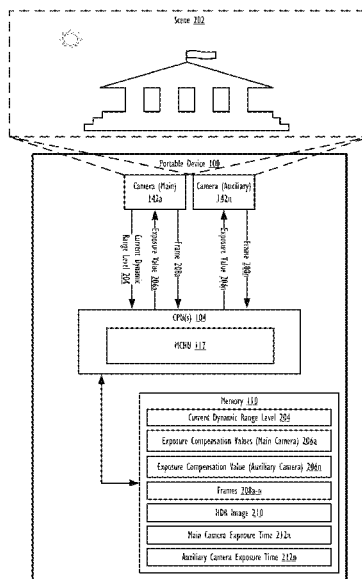 Scene 202
Portable Device 100
Camera (Main)
142a
Camera (Auxiliary)
142n
Current Dynamic
Range Level 204
Exposure Value 206a
Frame 208a
Exposure Value 206n
Frame 208n
CPU(s) 104
MCHM 117
Memory 110
Current Dynamic Range Level 204
Exposure Compensation Values (Main Camera) 206a
Exposure Compensation Value (Auxiliary Camera) 206n
Frames 208a-n
HDR Image 210
Main Camera Exposure Time 212a
Auxiliary Camera Exposure Time 212n